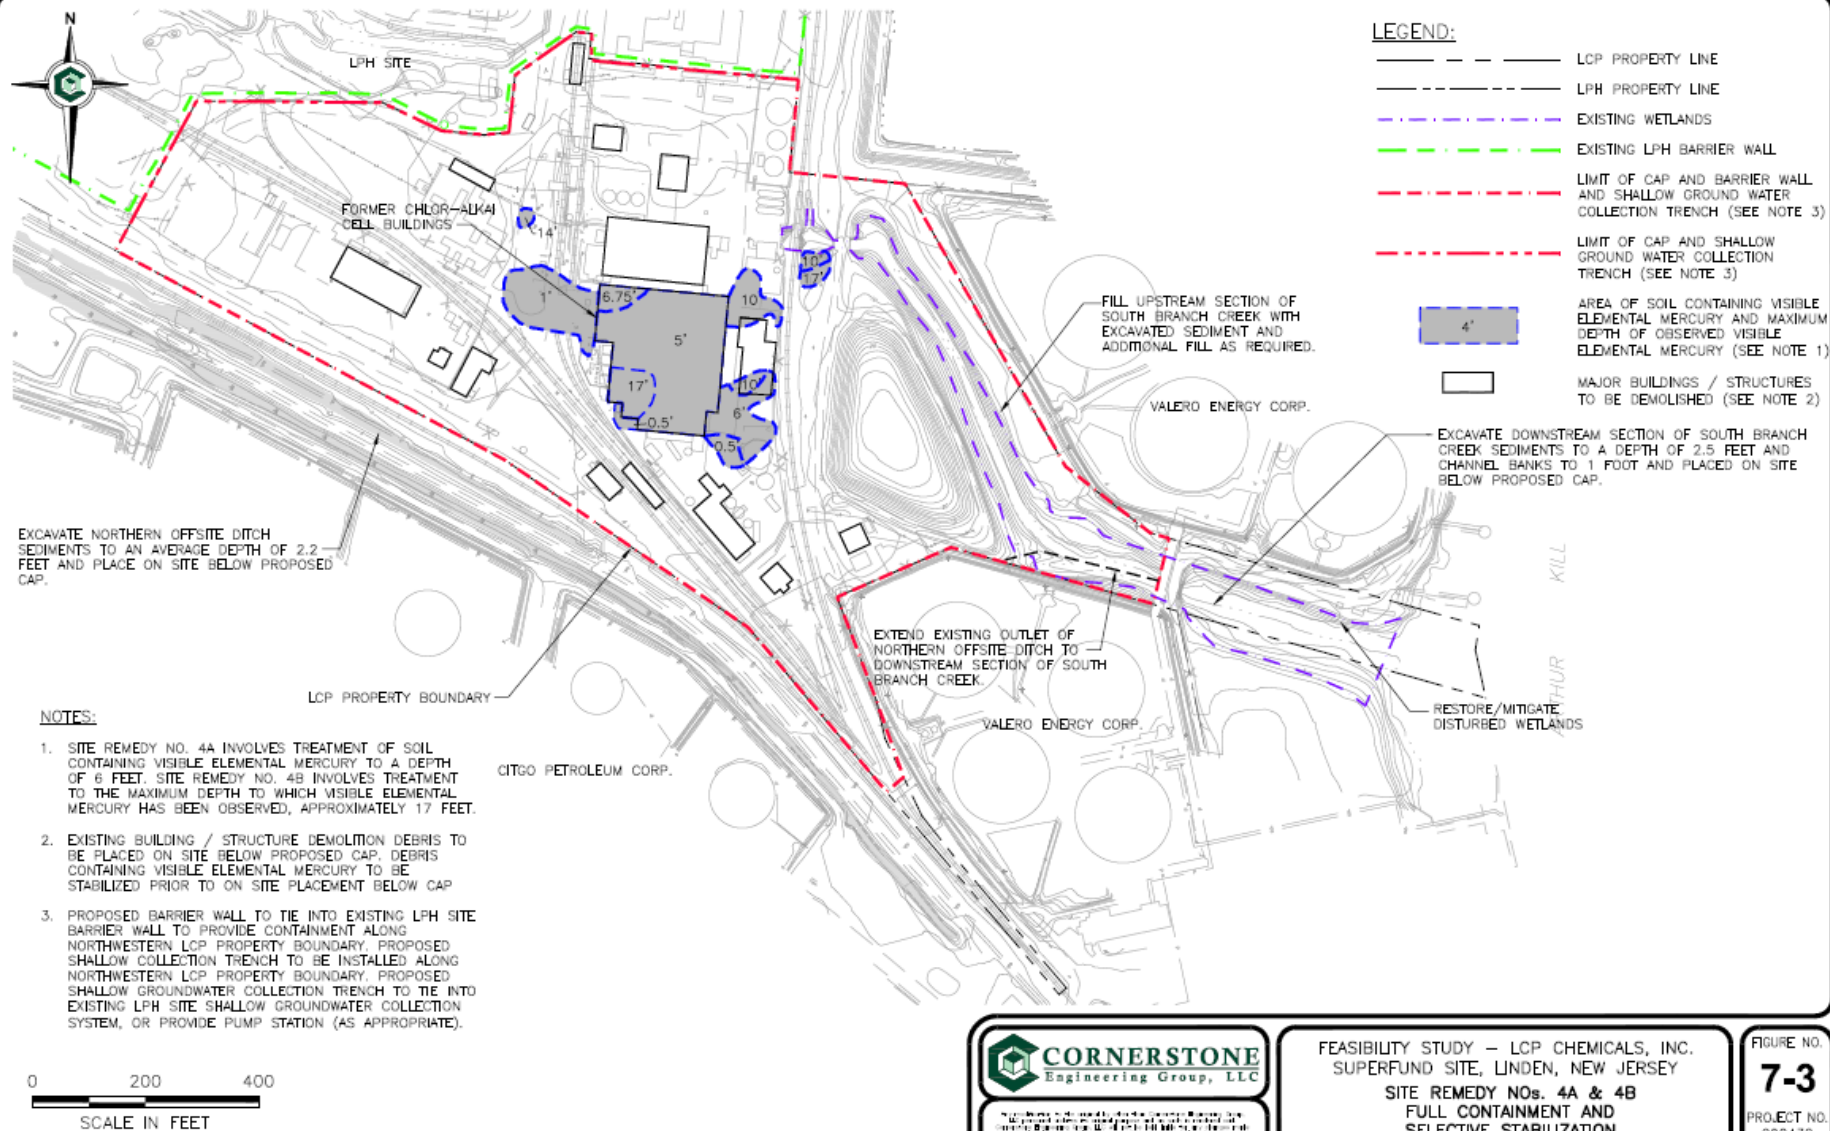 N
LPH SITE
FORMER CHLOR-ALKAI
CELL BUILDINGS
14'
1'
6.75'
5'
17'
0.5'
10'
10'
6'
0.5'
10'
17'
LEGEND:
LCP PROPERTY LINE
LPH PROPERTY LINE
EXISTING WETLANDS
EXISTING LPH BARRIER WALL
LIMIT OF CAP AND BARRIER WALL
AND SHALLOW GROUND WATER
COLLECTION TRENCH (SEE NOTE 3)
LIMIT OF CAP AND SHALLOW
GROUND WATER COLLECTION
TRENCH (SEE NOTE 3)
4'
AREA OF SOIL CONTAINING VISIBLE
ELEMENTAL MERCURY AND MAXIMUM
DEPTH OF OBSERVED VISIBLE
ELEMENTAL MERCURY (SEE NOTE 1)
MAJOR BUILDINGS / STRUCTURES
TO BE DEMOLISHED (SEE NOTE 2)
FILL UPSTREAM SECTION OF
SOUTH BRANCH CREEK WITH
EXCAVATED SEDIMENT AND
ADDITIONAL FILL AS REQUIRED.
VALERO ENERGY CORP.
EXCAVATE DOWNSTREAM SECTION OF SOUTH BRANCH
CREEK SEDIMENTS TO A DEPTH OF 2.5 FEET AND
CHANNEL BANKS TO 1 FOOT AND PLACED ON SITE
BELOW PROPOSED CAP.
EXCAVATE NORTHERN OFFSITE DITCH
SEDIMENTS TO AN AVERAGE DEPTH OF 2.2
FEET AND PLACE ON SITE BELOW PROPOSED
CAP.
KILL
EXTEND EXISTING OUTLET OF
NORTHERN OFFSITE DITCH TO
DOWNSTREAM SECTION OF SOUTH
BRANCH CREEK.
LCP PROPERTY BOUNDARY
VALERO ENERGY CORP.
RESTORE/MITIGATE
DISTURBED WETLANDS
CITGO PETROLEUM CORP.
NOTES:
1. SITE REMEDY NO. 4A INVOLVES TREATMENT OF SOIL
CONTAINING VISIBLE ELEMENTAL MERCURY TO A DEPTH
OF 6 FEET. SITE REMEDY NO. 4B INVOLVES TREATMENT
TO THE MAXIMUM DEPTH TO WHICH VISIBLE ELEMENTAL
MERCURY HAS BEEN OBSERVED, APPROXIMATELY 17 FEET.
2. EXISTING BUILDING / STRUCTURE DEMOLITION DEBRIS TO
BE PLACED ON SITE BELOW PROPOSED CAP. DEBRIS
CONTAINING VISIBLE ELEMENTAL MERCURY TO BE
STABILIZED PRIOR TO ON SITE PLACEMENT BELOW CAP
3. PROPOSED BARRIER WALL TO TIE INTO EXISTING LPH SITE
BARRIER WALL TO PROVIDE CONTAINMENT ALONG
NORTHWESTERN LCP PROPERTY BOUNDARY. PROPOSED
SHALLOW COLLECTION TRENCH TO BE INSTALLED ALONG
NORTHWESTERN LCP PROPERTY BOUNDARY. PROPOSED
SHALLOW GROUNDWATER COLLECTION TRENCH TO TIE INTO
EXISTING LPH SITE SHALLOW GROUNDWATER COLLECTION
SYSTEM, OR PROVIDE PUMP STATION (AS APPROPRIATE).
0 200 400
SCALE IN FEET
CORNERSTONE
Engineering Group, LLC
FEASIBILITY STUDY – LCP CHEMICALS, INC.
SUPERFUND SITE, LINDEN, NEW JERSEY
SITE REMEDY NOs. 4A & 4B
FULL CONTAINMENT AND
SELECTIVE STABILIZATION
FIGURE NO.
7-3
PROJECT NO.